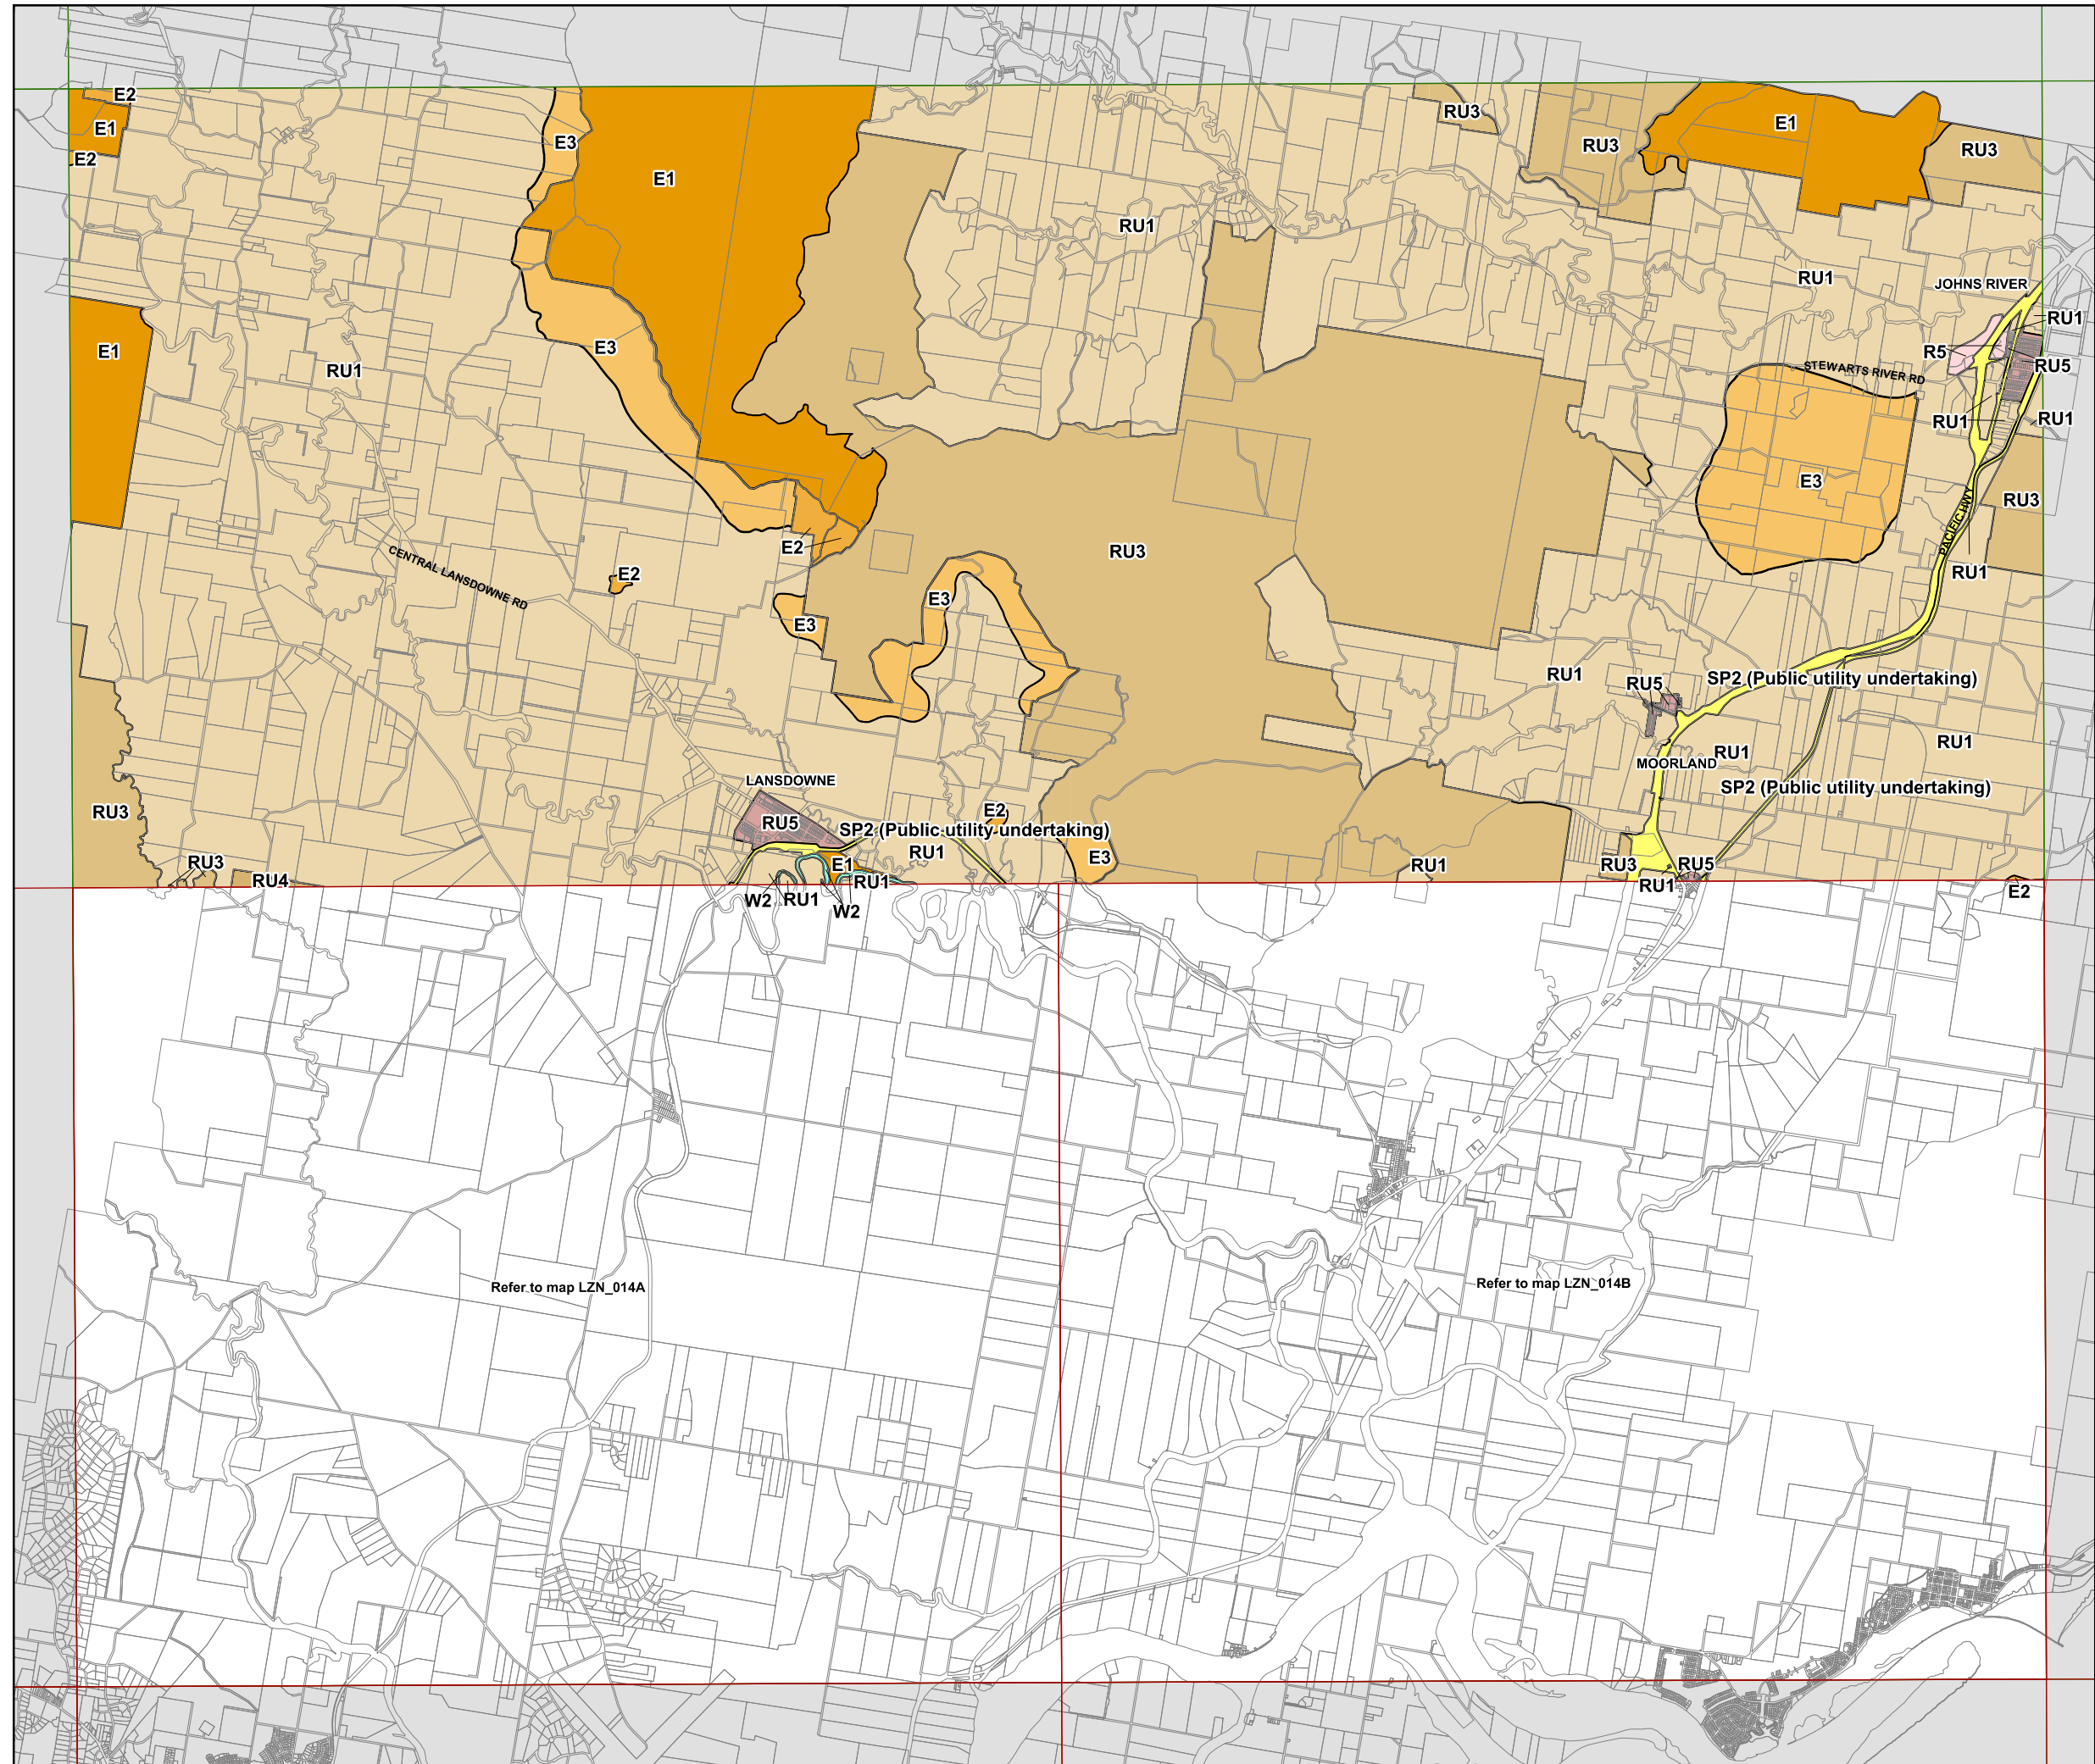 E2
E1
E2
E3
E1
RU3
RU3
E1
RU3
RU1
RU1
JOHNS RIVER
RU1
E1
RU1
E3
R5
STEWARTS RIVER RD
RU5
RU1
RU1
E3
RU3
PACIFIC HWY
E2
RU3
CENTRAL LANSDOWNE RD
E2
RU1
E3
E3
RU1
RU5
SP2 (Public utility undertaking)
RU1
RU1
MOORLAND
LANSDOWNE
SP2 (Public utility undertaking)
RU3
RU5
E2
SP2 (Public utility undertaking)
RU1
E3
RU3
E1
RU1
RU3
RU5
RU4
RU1
RU1
E2
W2
RU1
W2
Refer to map LZN_014A
Refer to map LZN_014B